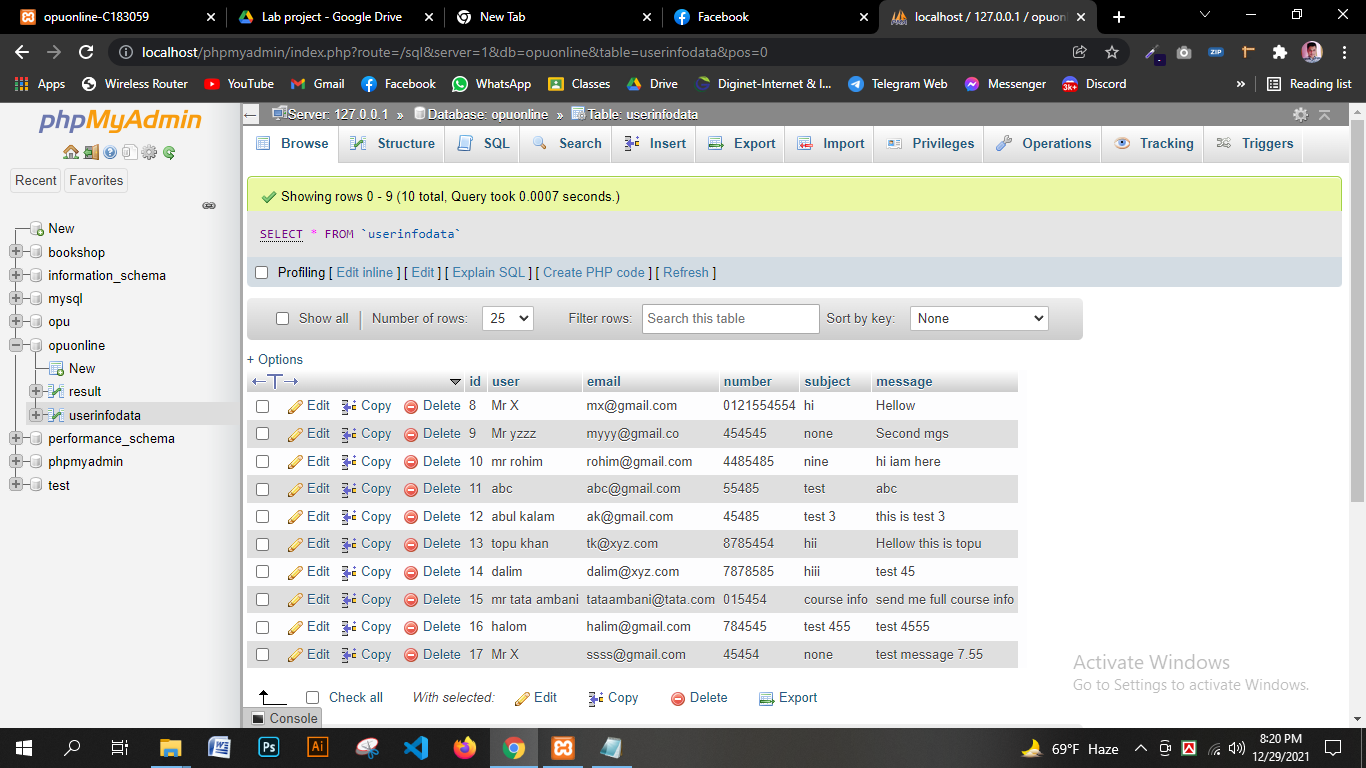 opuonline-C183059
Lab project - Google Drive
New Tab
Facebook
localhost / 127.0.0.1 / opuonl
localhost/phpmyadmin/index.php?route=/sql&server=1&db=opuonline&table=userinfodata&pos=0
ZIP
Apps Wireless Router YouTube Gmail Facebook WhatsApp Classes Drive Diginet-Internet & I... Telegram Web Messenger 3k+ Discord » Reading list
phpMyAdmin
Recent Favorites
New
bookshop
information_schema
mysql
opu
opuonline
New
result
userinfodata
performance_schema
phpmyadmin
test
Server: 127.0.0.1 » Database: opuonline » Table: userinfodata
Browse Structure SQL Search Insert Export Import Privileges Operations Tracking Triggers
Showing rows 0 - 9 (10 total, Query took 0.0007 seconds.)
SELECT * FROM `userinfodata`
Profiling [ Edit inline ] [ Edit ] [ Explain SQL ] [ Create PHP code ] [ Refresh ]
Show all Number of rows: 25 Filter rows: Search this table Sort by key: None
+ Options
←T→ id user email number subject message
Edit Copy Delete 8 Mr X mx@gmail.com 0121554554 hi Hellow
Edit Copy Delete 9 Mr yzzz myyy@gmail.co 454545 none Second mgs
Edit Copy Delete 10 mr rohim rohim@gmail.com 4485485 nine hi iam here
Edit Copy Delete 11 abc abc@gmail.com 55485 test abc
Edit Copy Delete 12 abul kalam ak@gmail.com 45485 test 3 this is test 3
Edit Copy Delete 13 topu khan tk@xyz.com 8785454 hii Hellow this is topu
Edit Copy Delete 14 dalim dalim@xyz.com 7878585 hiii test 45
Edit Copy Delete 15 mr tata ambani tataambani@tata.com 015454 course info send me full course info
Edit Copy Delete 16 halom halim@gmail.com 784545 test 455 test 4555
Edit Copy Delete 17 Mr X ssss@gmail.com 45454 none test message 7.55
Check all With selected: Edit Copy Delete Export
Console
Activate Windows
Go to Settings to activate Windows.
W Ps Ai
69°F Haze
8:20 PM
12/29/2021